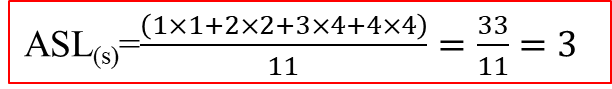 ASL(s)=(1×1+2×2+3×4+4×4)/11 = 33/11 = 3